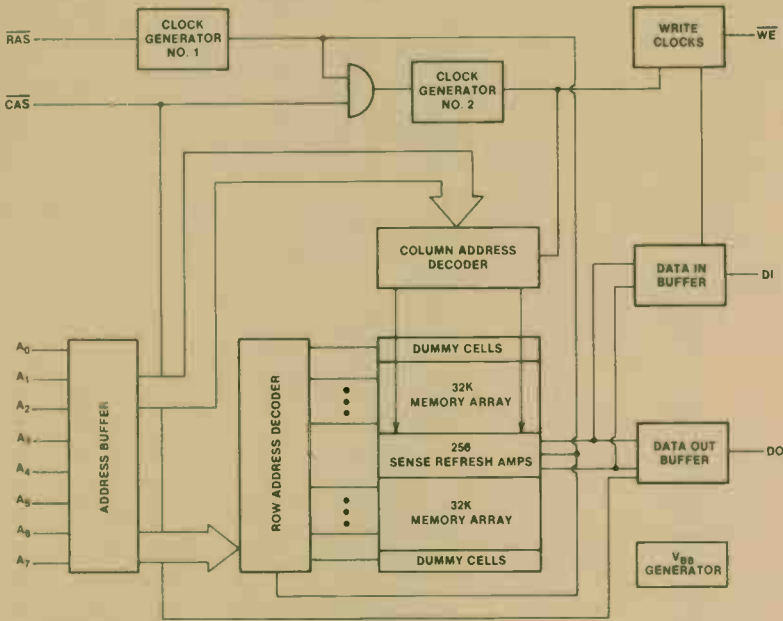 RAS
CLOCK
GENERATOR
NO. 1
WRITE
CLOCKS
WE
CAS
CLOCK
GENERATOR
NO. 2
COLUMN ADDRESS
DECODER
DATA IN
BUFFER
DI
A0
A1
A2
A3
A4
A5
A6
A7
ADDRESS BUFFER
ROW ADDRESS DECODER
DUMMY CELLS
32K
MEMORY ARRAY
256
SENSE REFRESH AMPS
32K
MEMORY ARRAY
DUMMY CELLS
DATA OUT
BUFFER
DO
VBB
GENERATOR